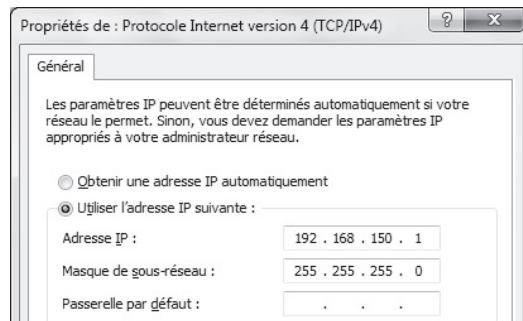 Propriétés de : Protocole Internet version 4 (TCP/IPv4)
Général
Les paramètres IP peuvent être déterminés automatiquement si votre
réseau le permet. Sinon, vous devez demander les paramètres IP
appropriés à votre administrateur réseau.
Obtenir une adresse IP automatiquement
Utiliser l'adresse IP suivante :
Adresse IP : 192 . 168 . 150 . 1
Masque de sous-réseau : 255 . 255 . 255 . 0
Passerelle par défaut : . . .